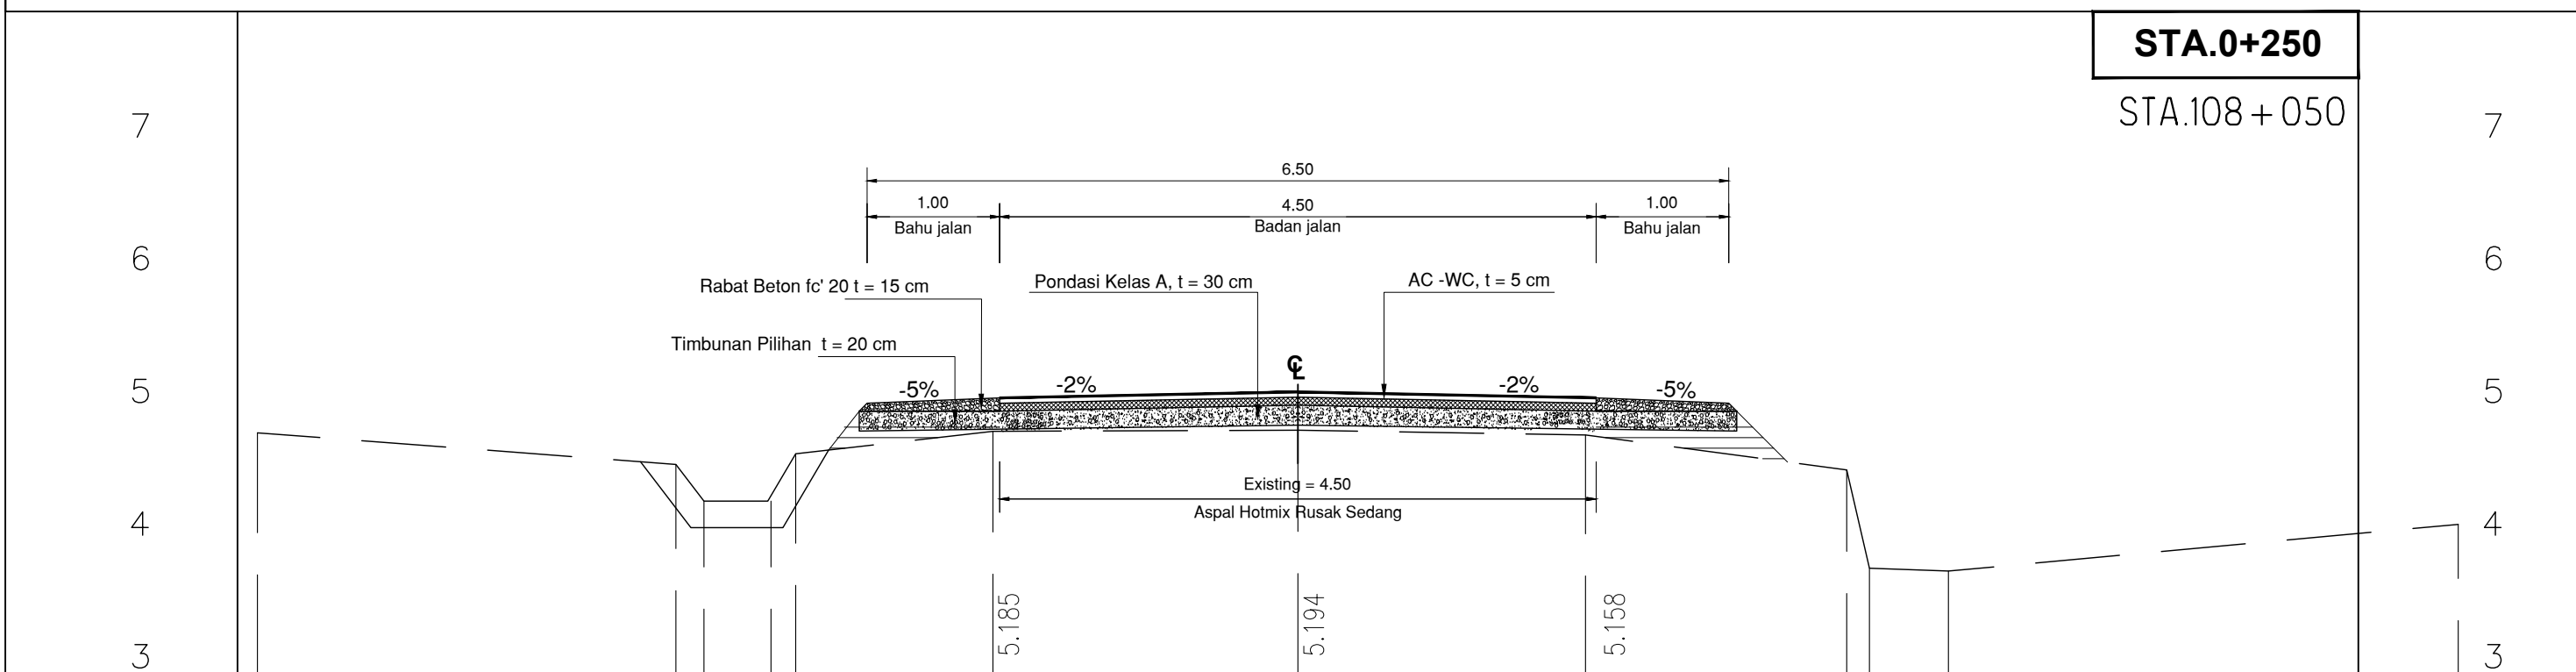 STA.0+250
STA.108+050
7
7
6.50
1.00
4.50
1.00
Bahu jalan
Badan jalan
Bahu jalan
6
6
Rabat Beton fc' 20 t = 15 cm
Pondasi Kelas A, t = 30 cm
AC -WC, t = 5 cm
Timbunan Pilihan t = 20 cm
CL
5
-5%
-2%
-2%
-5%
5
Existing = 4.50
Aspal Hotmix Rusak Sedang
4
4
5.185
5.194
5.158
3
3